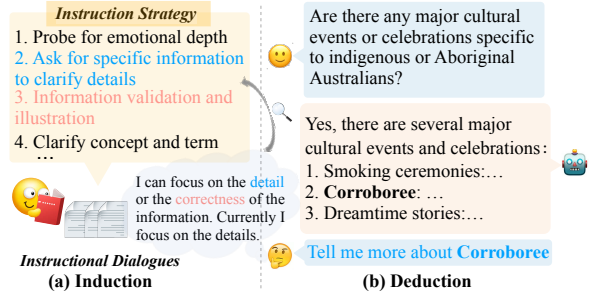 Instruction Strategy
1. Probe for emotional depth
2. Ask for specific information
to clarify details
3. Information validation and
illustration
4. Clarify concept and term
…
I can focus on the detail
or the correctness of the
information. Currently I
focus on the details.
Instructional Dialogues
(a) Induction
Are there any major cultural
events or celebrations specific
to indigenous or Aboriginal
Australians?
Yes, there are several major
cultural events and celebrations:
1. Smoking ceremonies:…
2. Corroboree: …
3. Dreamtime stories:…
Tell me more about Corroboree
(b) Deduction